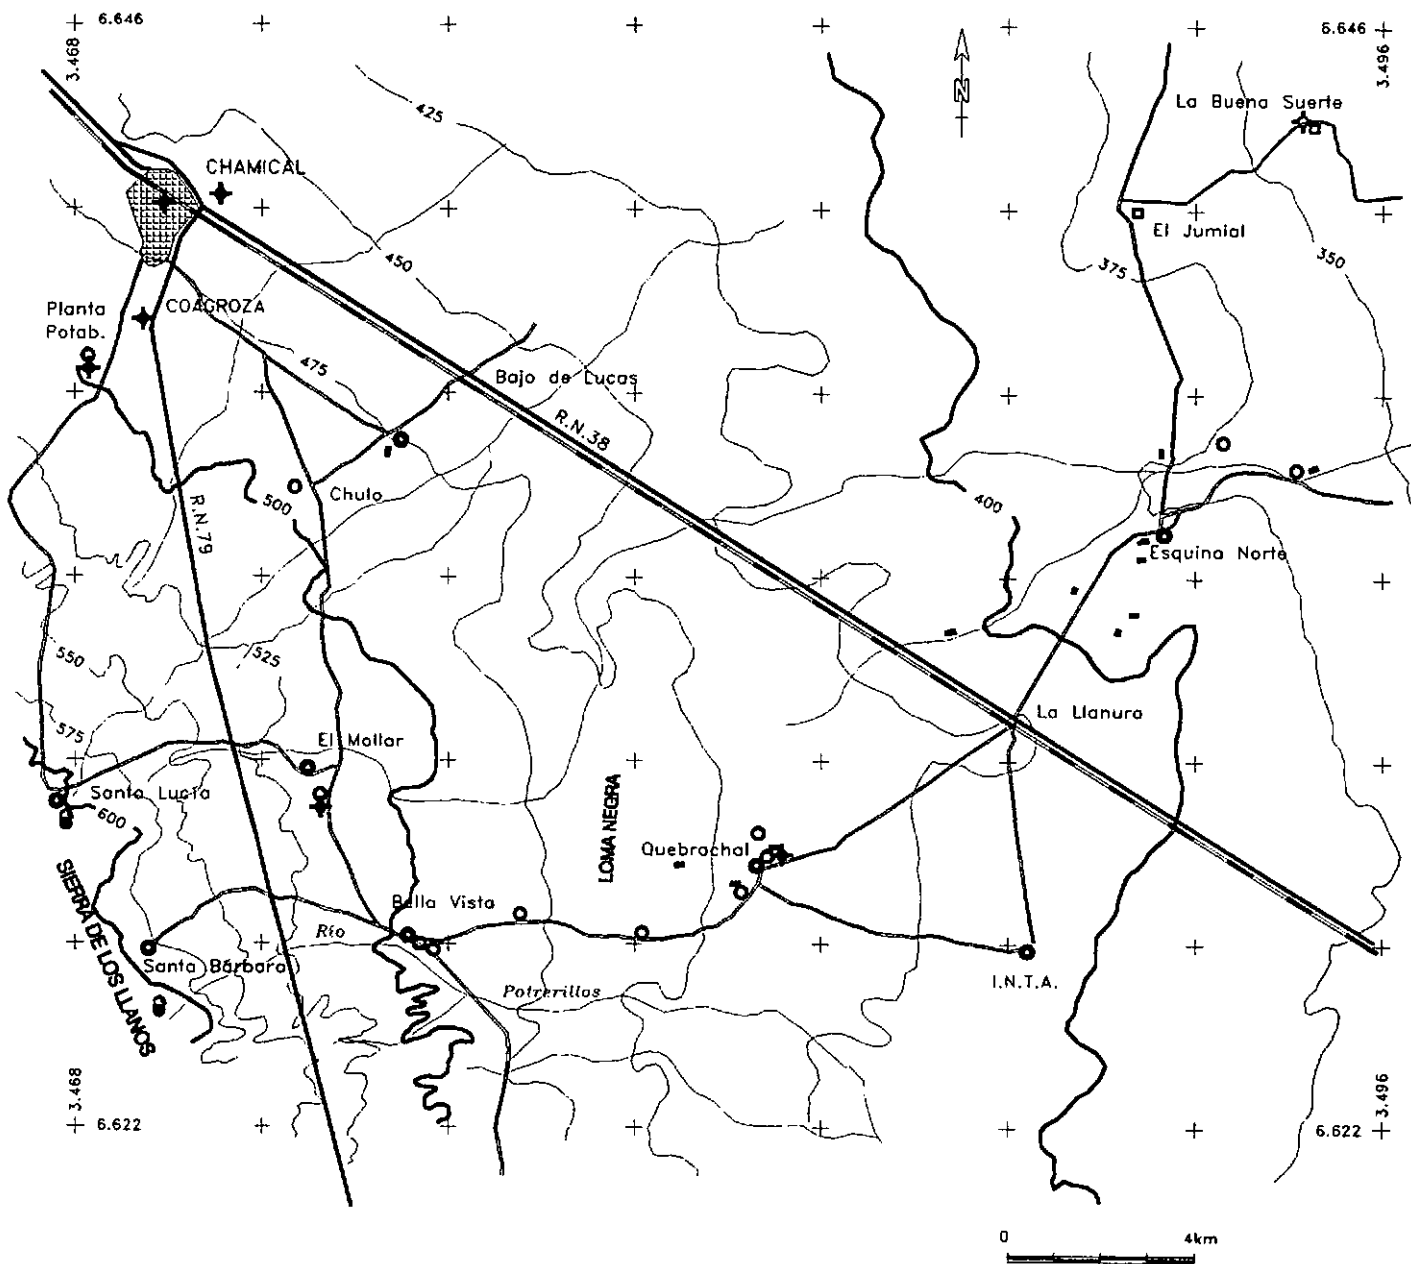 6.646
6.646
3.468
3.496
N
La Buena Suerte
425
CHAMICAL
El Jumial
450
375
350
Planta
Potab.
COAGROZA
475
Bajo de Lucas
R.N.38
Chulo
500
400
R.N.79
Esquina Norte
550
525
La Llanura
575
El Mollar
Santa Lucía
600
LOMA NEGRA
Quebrachal
SIERRA DE LOS LLANOS
Bella Vista
Río
Santa Bárbara
Potrerillos
I.N.T.A.
3.468
3.496
6.622
6.622
0 4km